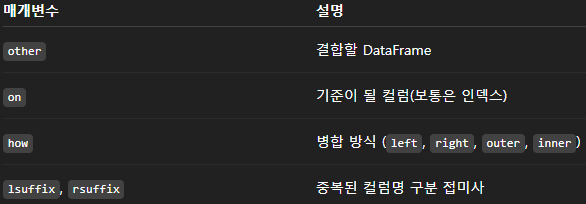 매개변수 설명
other 결합할 DataFrame
on 기준이 될 컬럼(보통은 인덱스)
how 병합 방식 (left, right, outer, inner)
lsuffix, rsuffix 중복된 컬럼명 구분 접미사